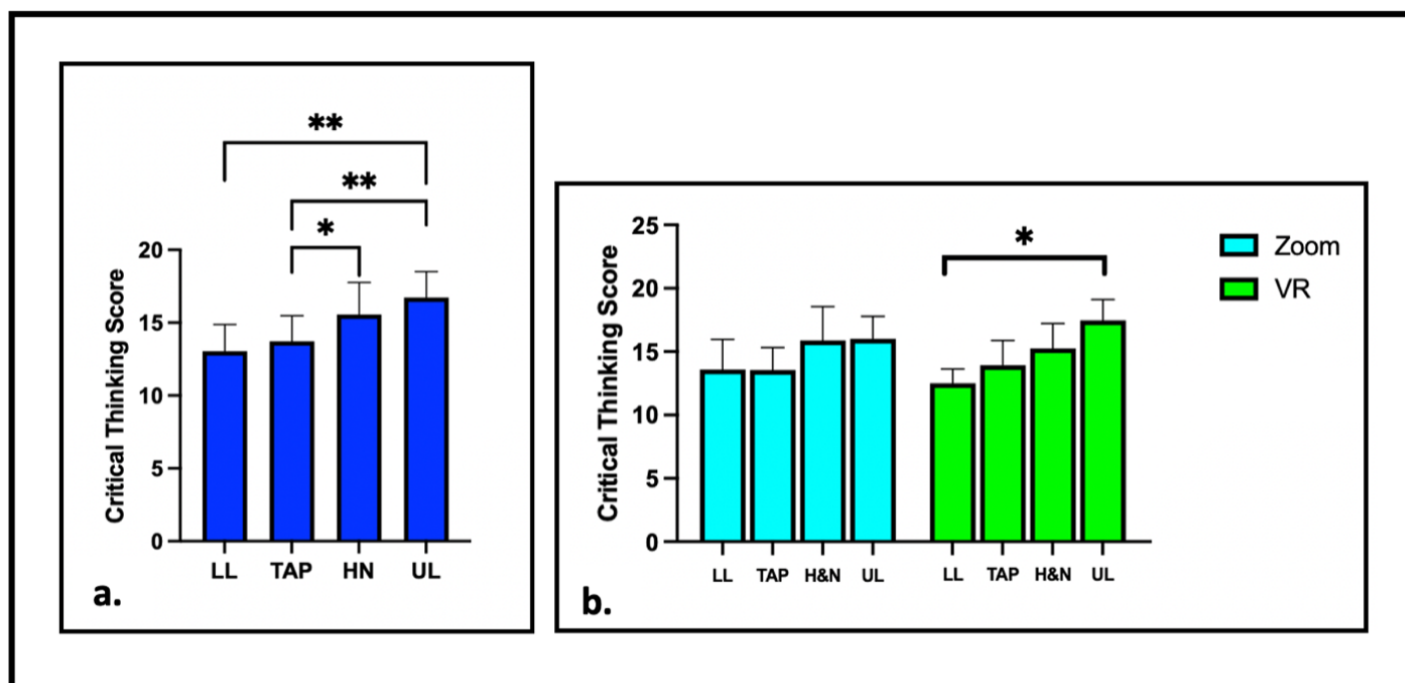 **
**
*
20
15
10
5
0
Critical Thinking Score
LL TAP HN UL
a.
25
20
15
10
5
0
Critical Thinking Score
*
Zoom
VR
LL TAP H&N UL LL TAP H&N UL
b.